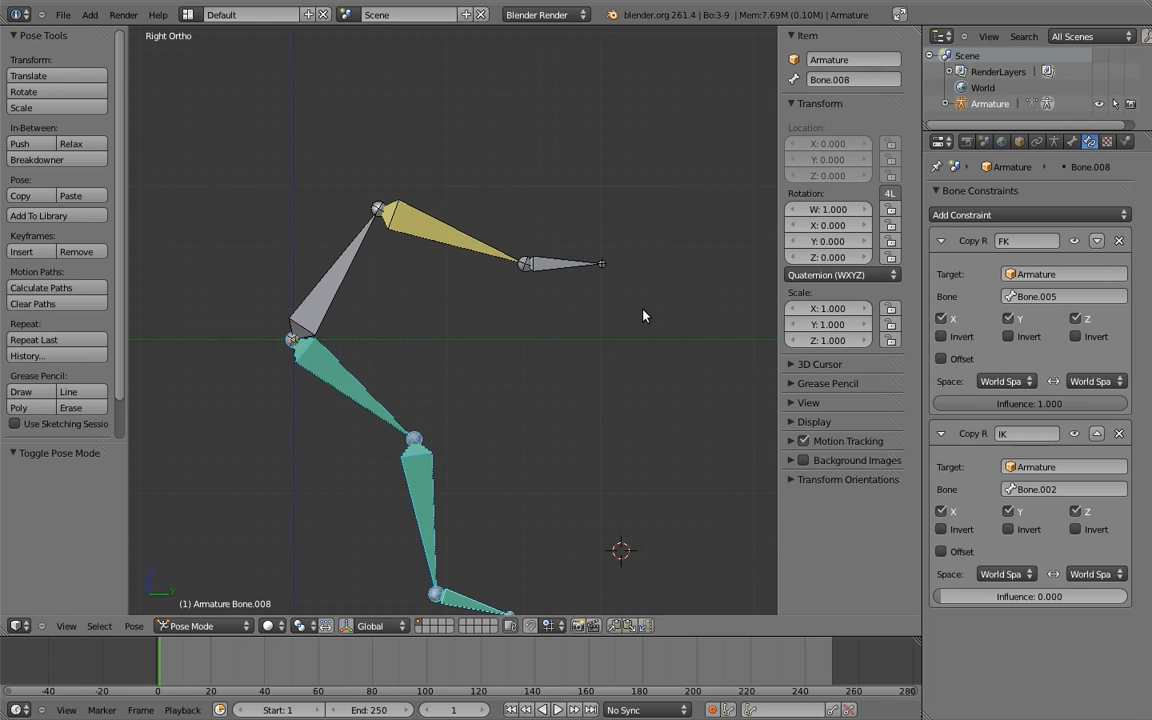 File Add Render Help Default Scene Blender Render blender.org 261.4 | Bo:3-9 | Mem:7.69M (0.10M) | Armature
Pose Tools
Transform:
Translate
Rotate
Scale
In-Between:
Push Relax
Breakdowner
Pose:
Copy Paste
Add To Library
Keyframes:
Insert Remove
Motion Paths:
Calculate Paths
Clear Paths
Repeat:
Repeat Last
History...
Grease Pencil:
Draw Line
Poly Erase
Use Sketching Sessio
Toggle Pose Mode
Right Ortho
(1) Armature Bone.008
View Select Pose Pose Mode Global
Item
Armature
Bone.008
Transform
Location:
X: 0.000
Y: 0.000
Z: 0.000
Rotation:
4L
W: 1.000
X: 0.000
Y: 0.000
Z: 0.000
Quaternion (WXYZ)
Scale:
X: 1.000
Y: 1.000
Z: 1.000
3D Cursor
Grease Pencil
View
Display
Motion Tracking
Background Images
Transform Orientations
View Search All Scenes
Scene
RenderLayers
World
Armature
Armature Bone.008
Bone Constraints
Add Constraint
Copy R FK
Target: Armature
Bone Bone.005
X Y Z
Invert Invert Invert
Offset
Space: World Spa World Spa
Influence: 1.000
Copy R IK
Target: Armature
Bone Bone.002
X Y Z
Invert Invert Invert
Offset
Space: World Spa World Spa
Influence: 0.000
-40 -20 0 20 40 60 80 100 120 140 160 180 200 220 240 260 280
View Marker Frame Playback Start: 1 End: 250 1 No Sync